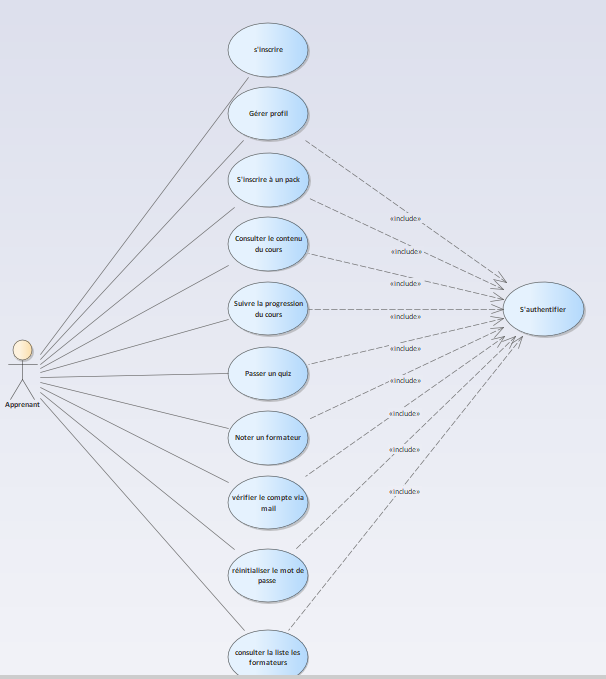 s'inscrire
Gérer profil
S'inscrire à un pack
«include»
Consulter le contenu
du cours
«include»
«include»
Suivre la progression
du cours
S'authentifier
«include»
«include»
Passer un quiz
«include»
Apprenant
«include»
Noter un formateur
«include»
vérifier le compte via
mail
«include»
réinitialiser le mot de
passe
consulter la liste les
formateurs